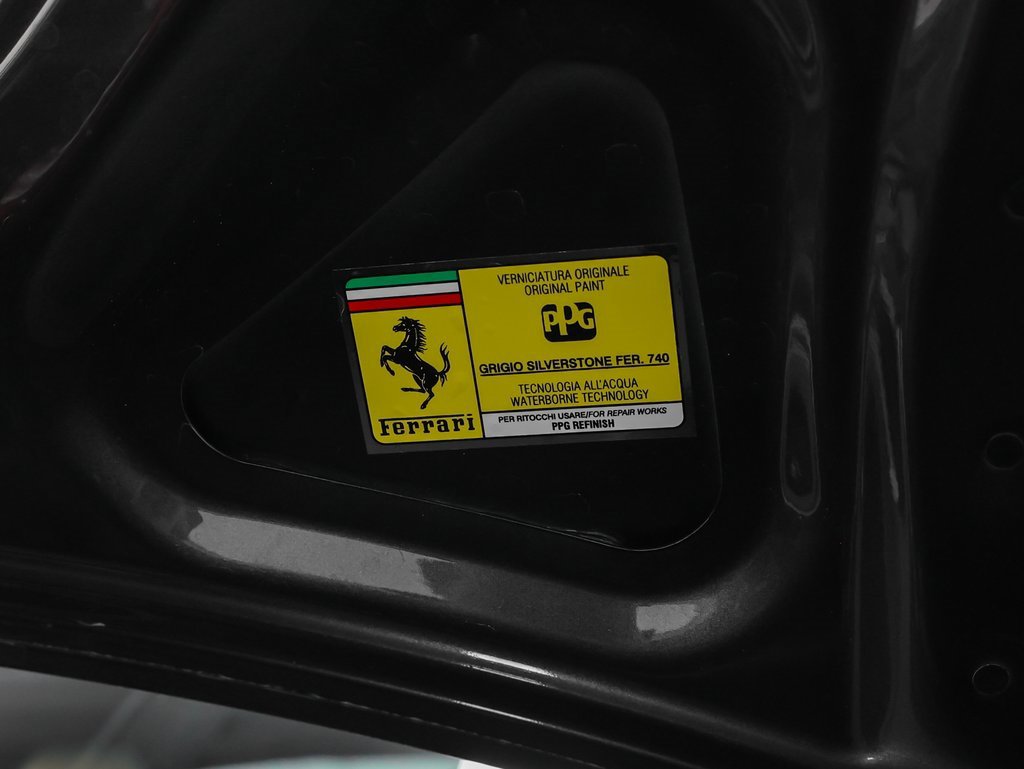 VERNICIATURA ORIGINALE
ORIGINAL PAINT
PPG
GRIGIO SILVERSTONE FER. 740
TECNOLOGIA ALL'ACQUA
WATERBORNE TECHNOLOGY
PER RITOCCHI USARE/FOR REPAIR WORKS
PPG REFINISH
Ferrari